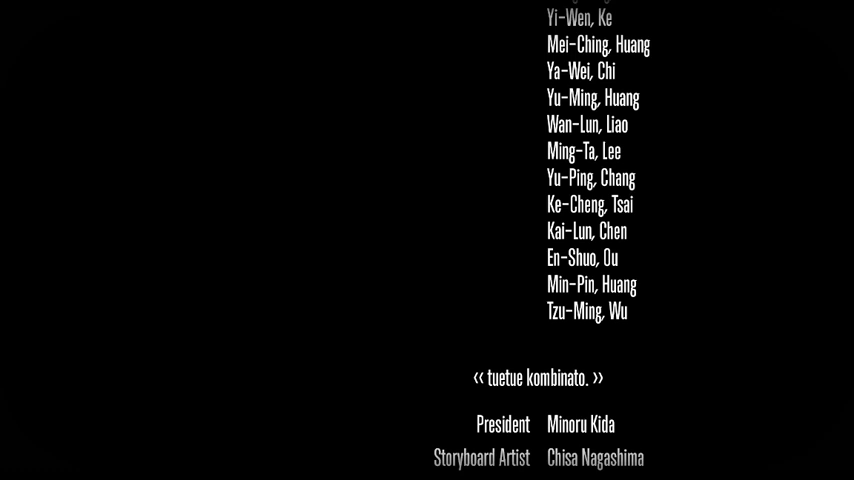 Yi-Wen, Ke
Mei-Ching, Huang
Ya-Wei, Chi
Yu-Ming, Huang
Wan-Lun, Liao
Ming-Ta, Lee
Yu-Ping, Chang
Ke-Cheng, Tsai
Kai-Lun, Chen
En-Shuo, Ou
Min-Pin, Huang
Tzu-Ming, Wu
<< tuetue kombinato. >>
President Minoru Kida
Storyboard Artist Chisa Nagashima